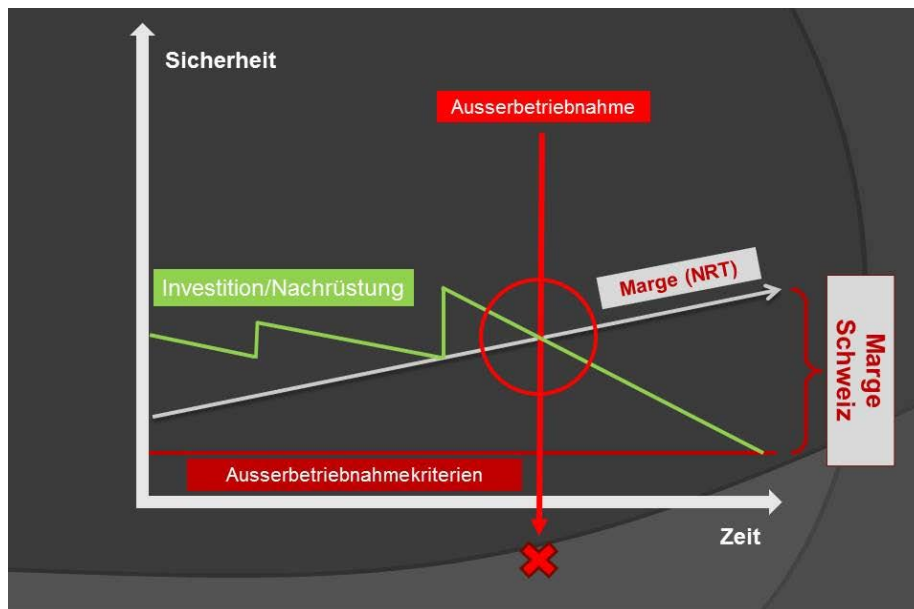 Sicherheit
Ausserbetriebnahme
Marge (NRT)
Investition/Nachrüstung
Marge
Schweiz
Ausserbetriebnahmekriterien
Zeit